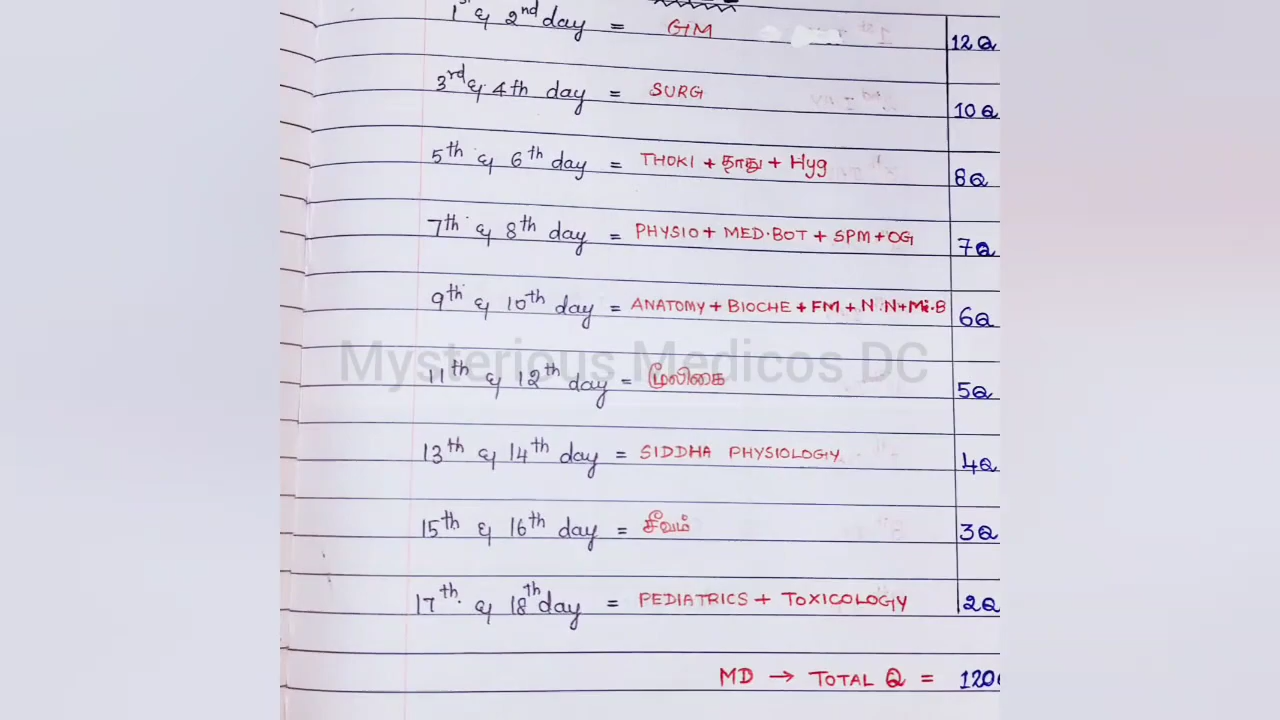 1st & 2nd day = GM 12Q
3rd & 4th day = SURG 10Q
5th & 6th day = THOKI + தாது + Hyg 8Q
7th & 8th day = PHYSIO + MED.BOT + SPM + OG 7Q
9th & 10th day = ANATOMY + BIOCHE + FM + N.N + Mi.B 6Q
Mysterious Medicos DC
11th & 12th day = மூலிகை 5Q
13th & 14th day = SIDDHA PHYSIOLOGY 4Q
15th & 16th day = சீவம் 3Q
17th. & 18th day = PEDIATRICS + TOXICOLOGY 2Q
MD → TOTAL Q = 120